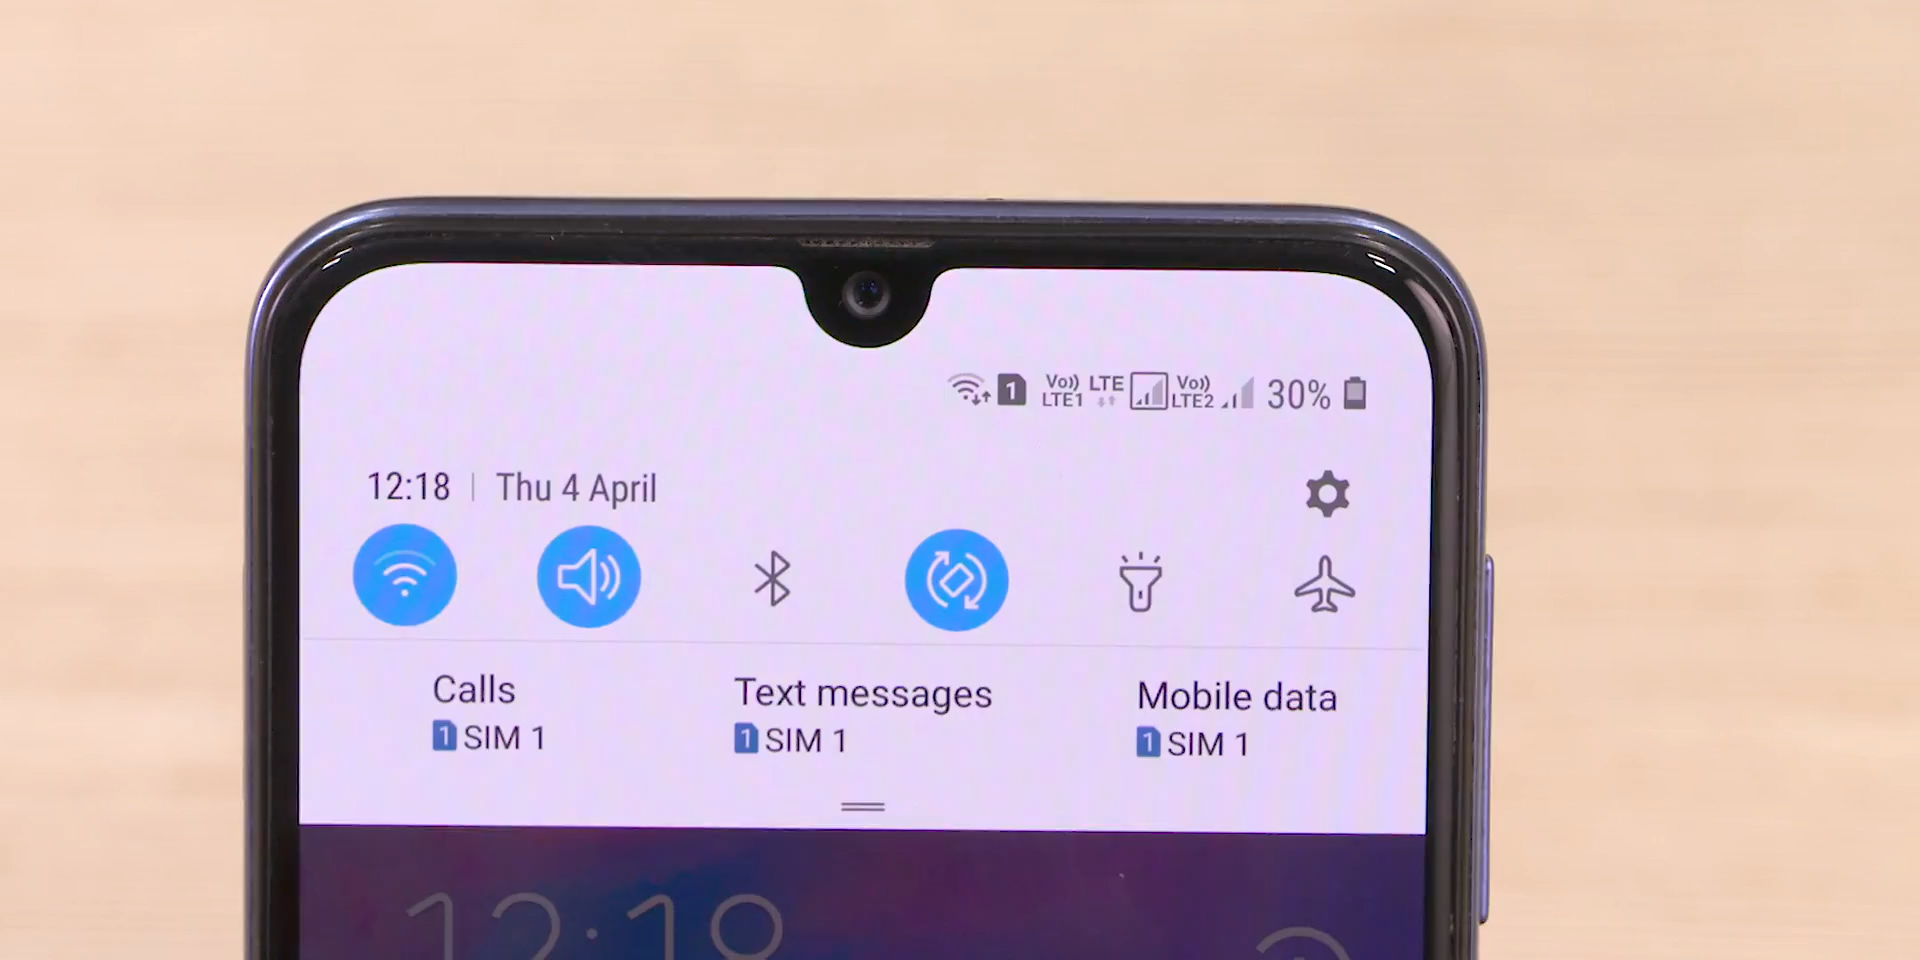 1 Vo)) LTE1 LTE Vo)) LTE2 30%
12:18 | Thu 4 April
Calls Text messages Mobile data
1 SIM 1 1 SIM 1 1 SIM 1
12:18